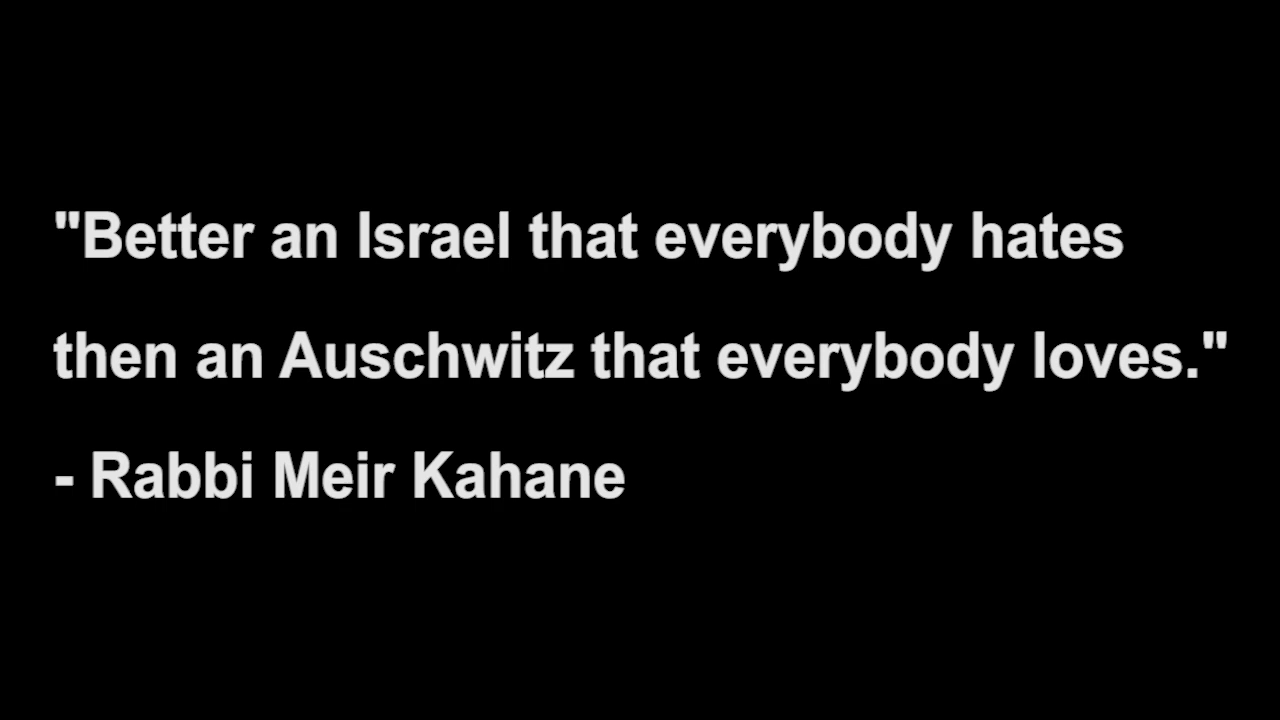 "Better an Israel that everybody hates
then an Auschwitz that everybody loves."
- Rabbi Meir Kahane